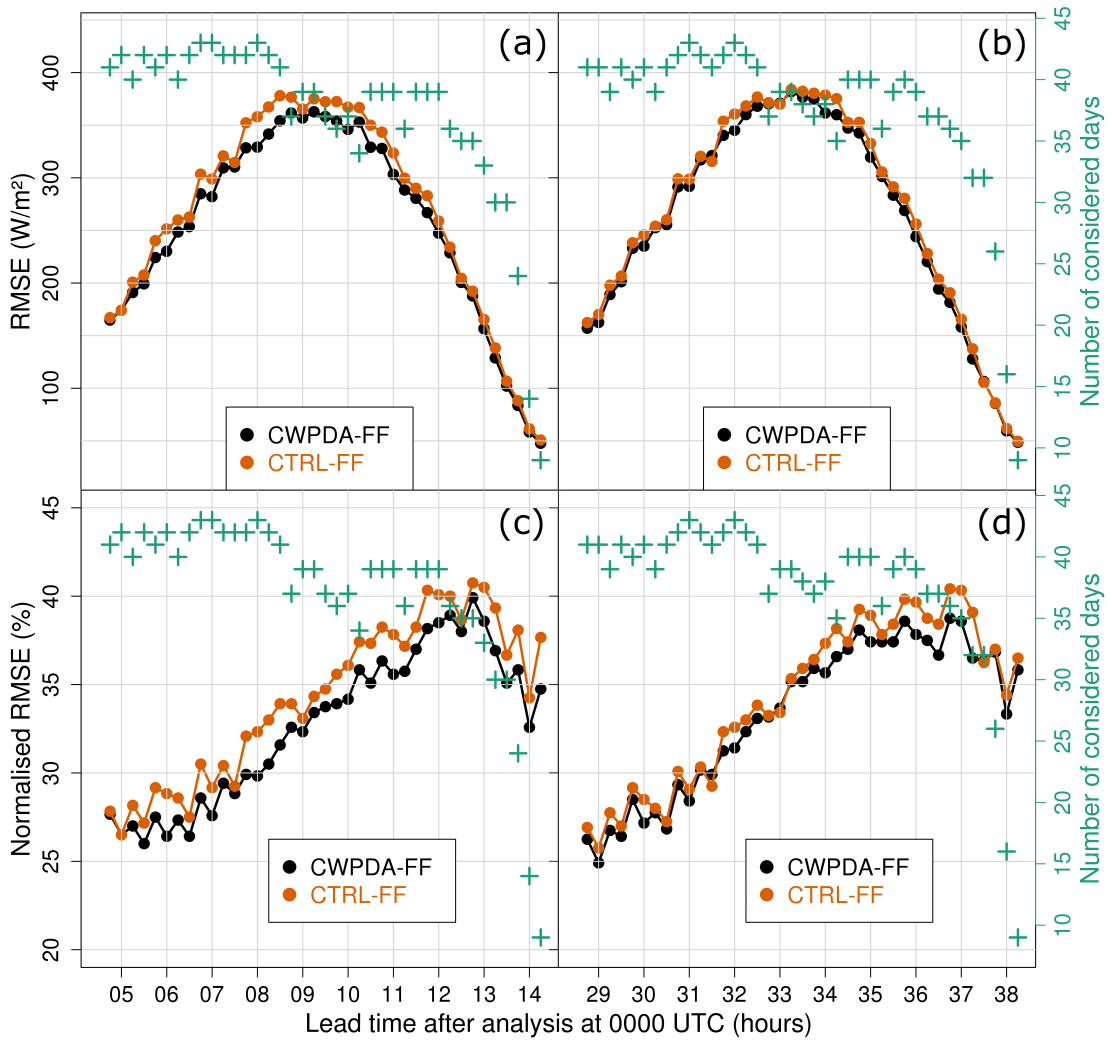 (a)
(b)
RMSE (W/m²)
400
300
200
100
45
40
35
30
25
20
15
10
Number of considered days
CWPDA-FF
CTRL-FF
CWPDA-FF
CTRL-FF
(c)
(d)
Normalised RMSE (%)
45
40
35
30
25
20
45
40
35
30
25
20
15
10
Number of considered days
CWPDA-FF
CTRL-FF
CWPDA-FF
CTRL-FF
05 06 07 08 09 10 11 12 13 14
29 30 31 32 33 34 35 36 37 38
Lead time after analysis at 0000 UTC (hours)